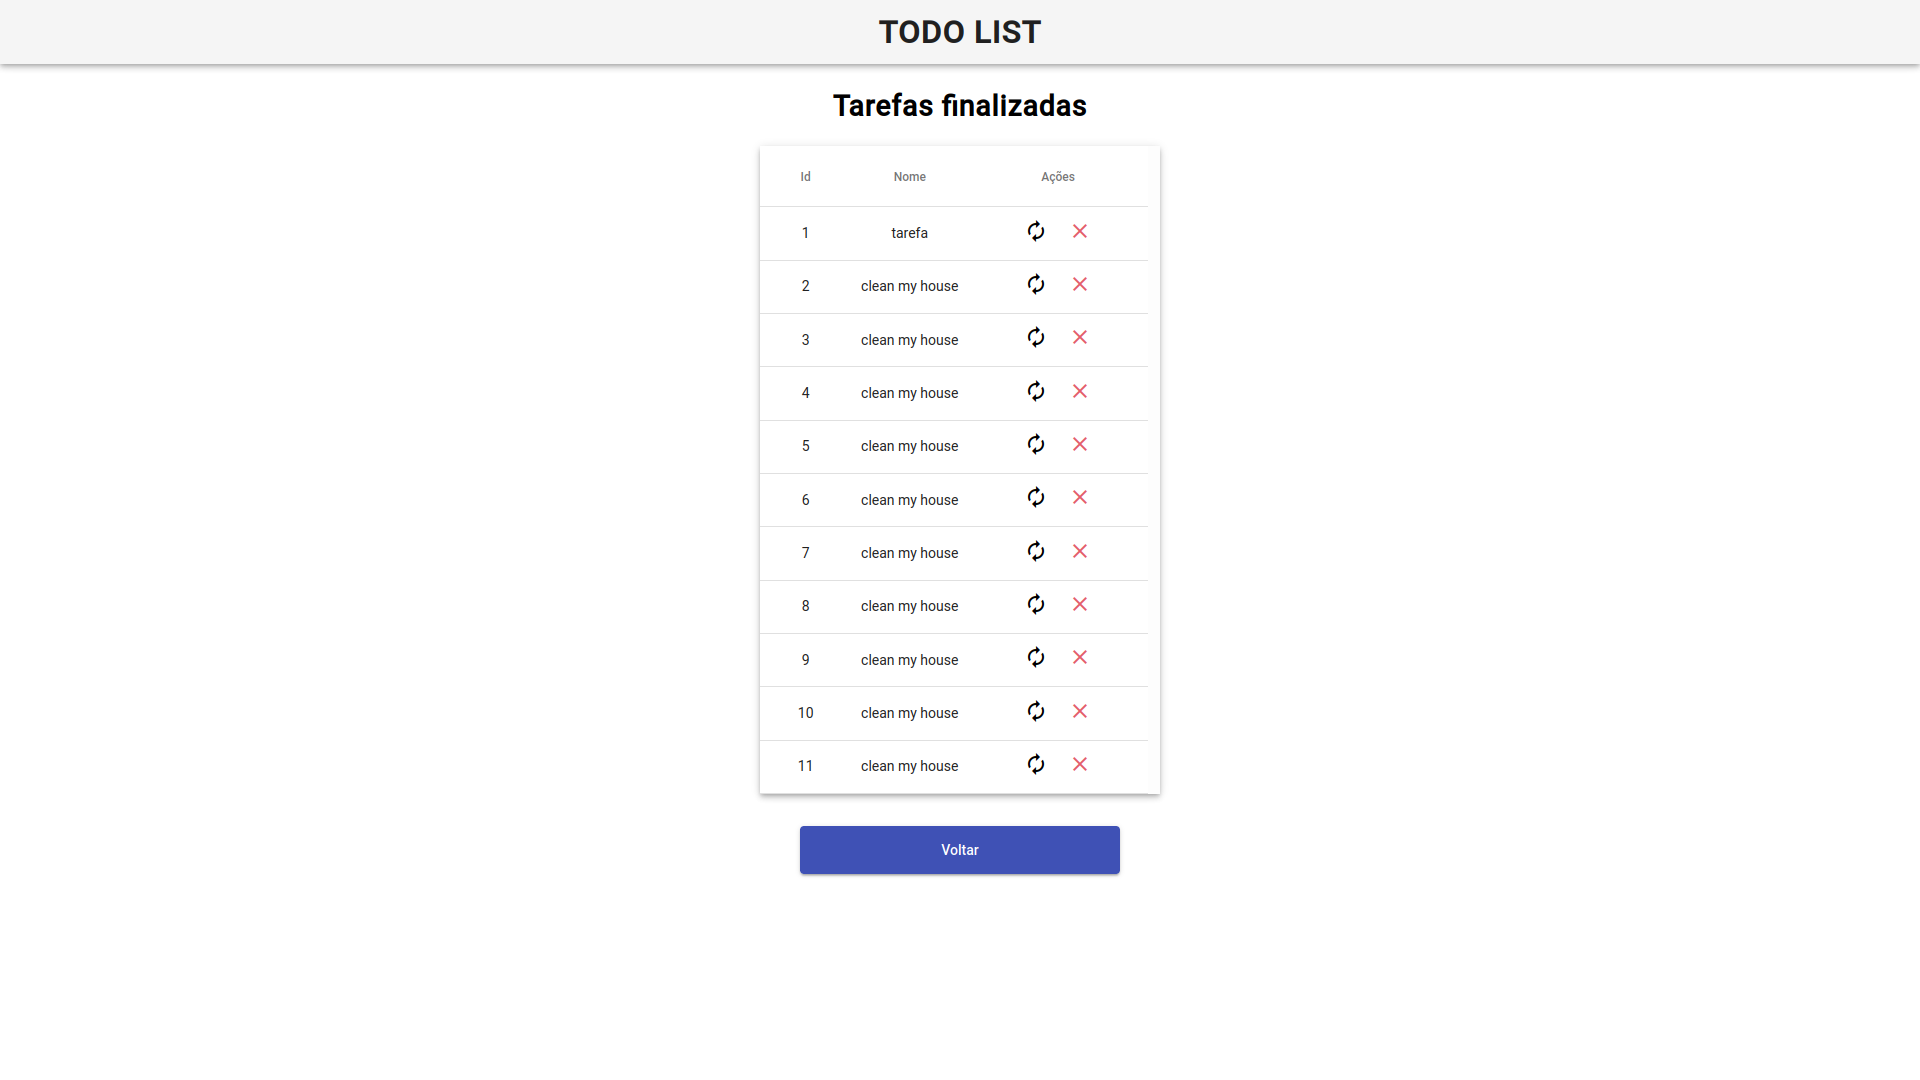 TODO LIST
Tarefas finalizadas
Id Nome Ações
1 tarefa
2 clean my house
3 clean my house
4 clean my house
5 clean my house
6 clean my house
7 clean my house
8 clean my house
9 clean my house
10 clean my house
11 clean my house
Voltar